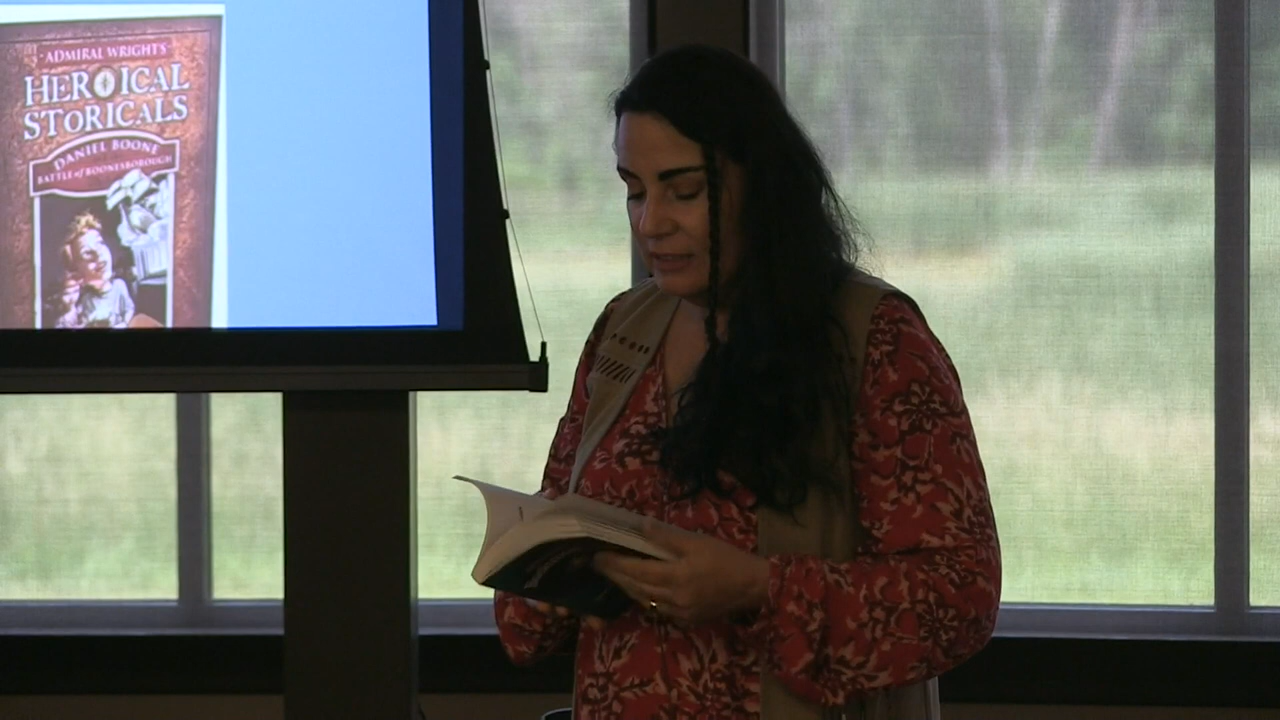 ADMIRAL WRIGHT'S
HEROICAL
STORICALS
DANIEL BOONE
BATTLE of BOONESBOROUGH